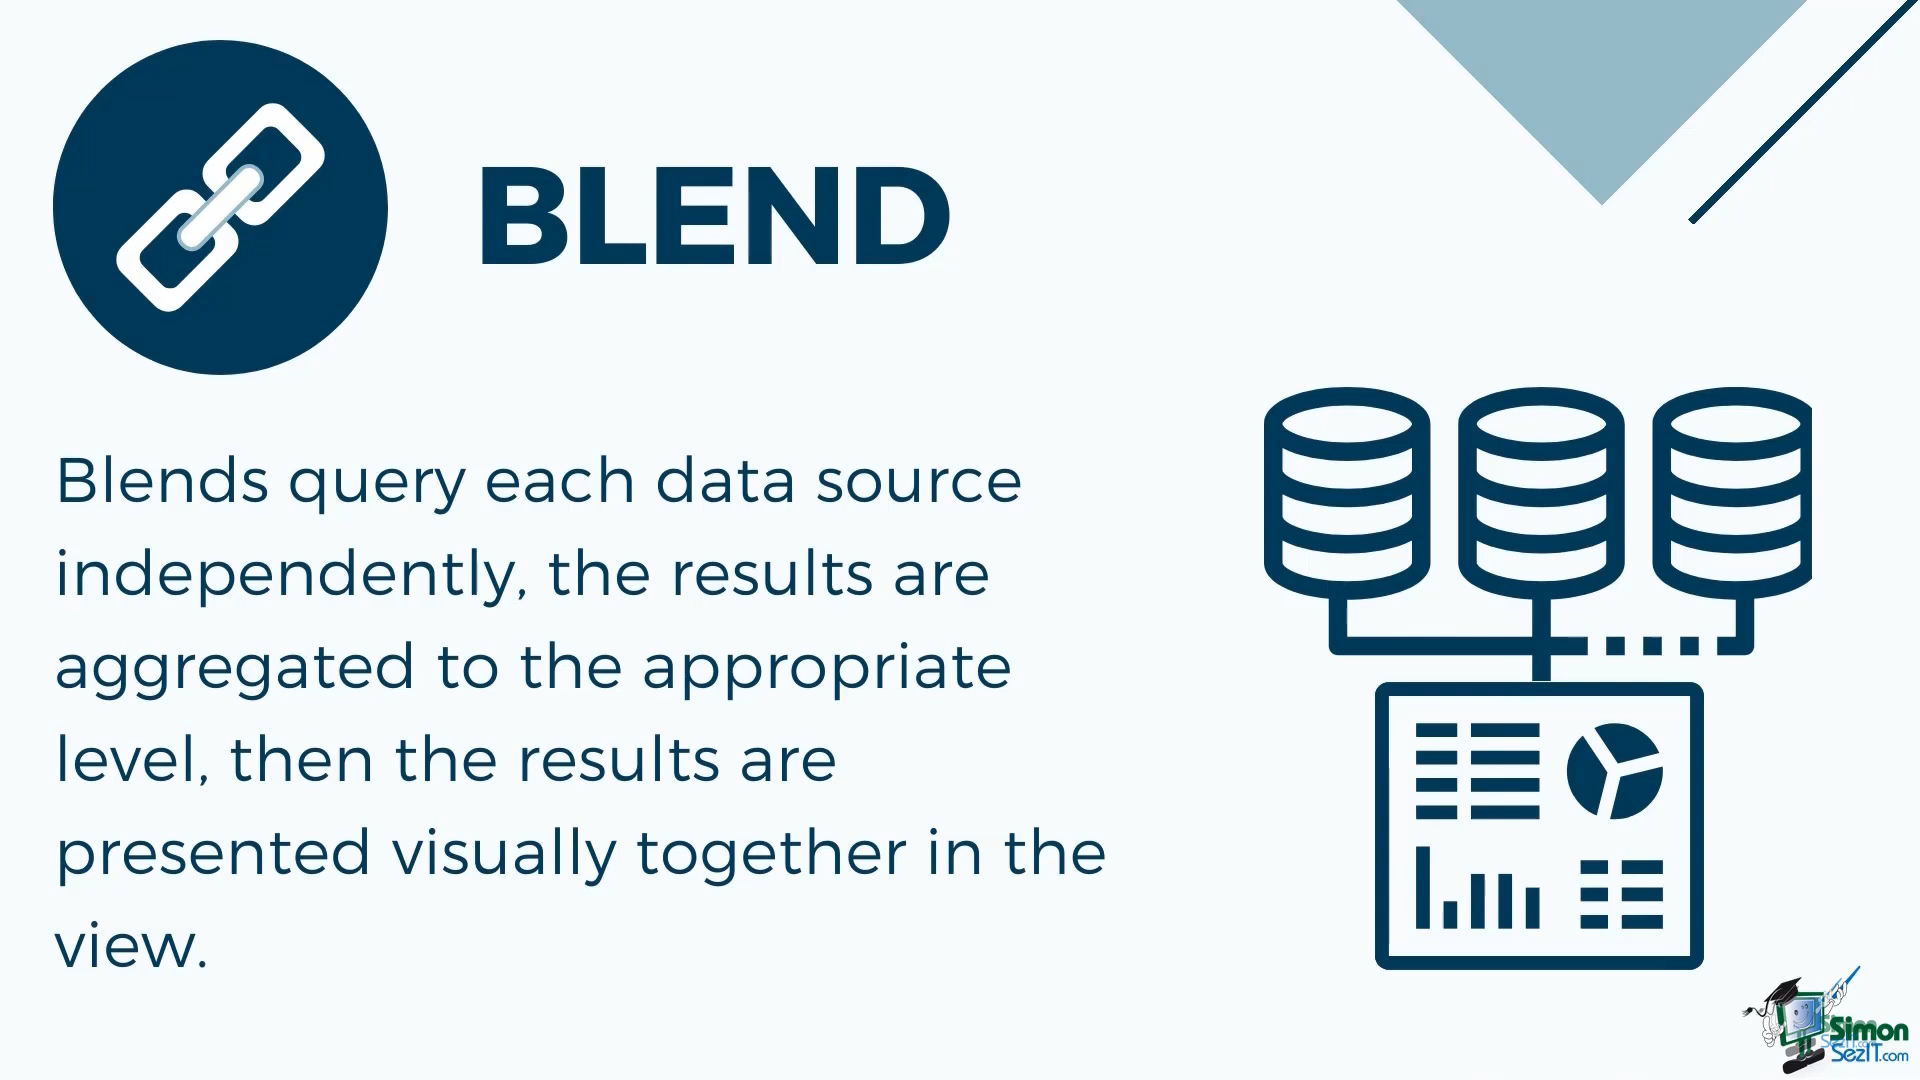 BLEND
Blends query each data source
independently, the results are
aggregated to the appropriate
level, then the results are
presented visually together in the
view.
Simon
SezIT.com